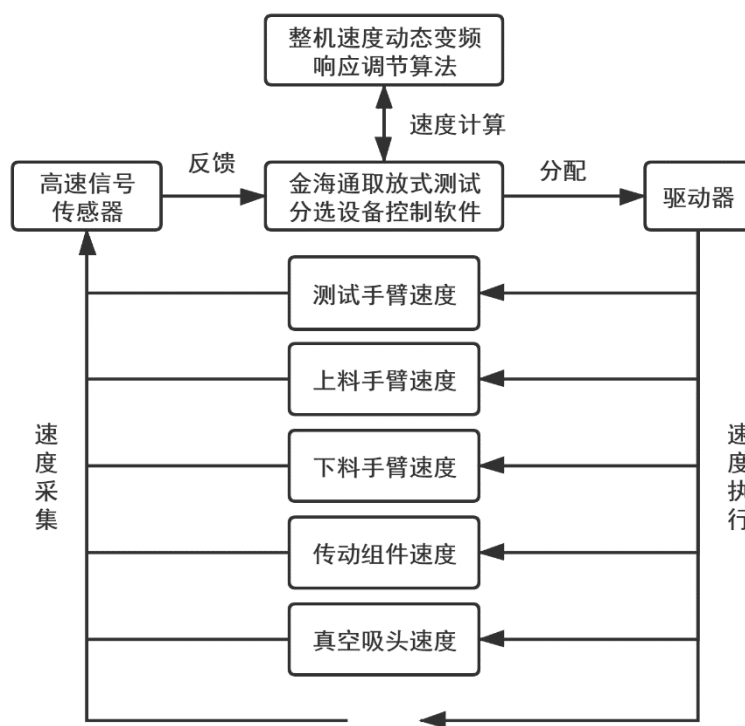 整机速度动态变频
响应调节算法
速度计算
反馈
分配
高速信号
传感器
金海通取放式测试
分选设备控制软件
驱动器
测试手臂速度
上料手臂速度
下料手臂速度
传动组件速度
真空吸头速度
速度采集
速度执行